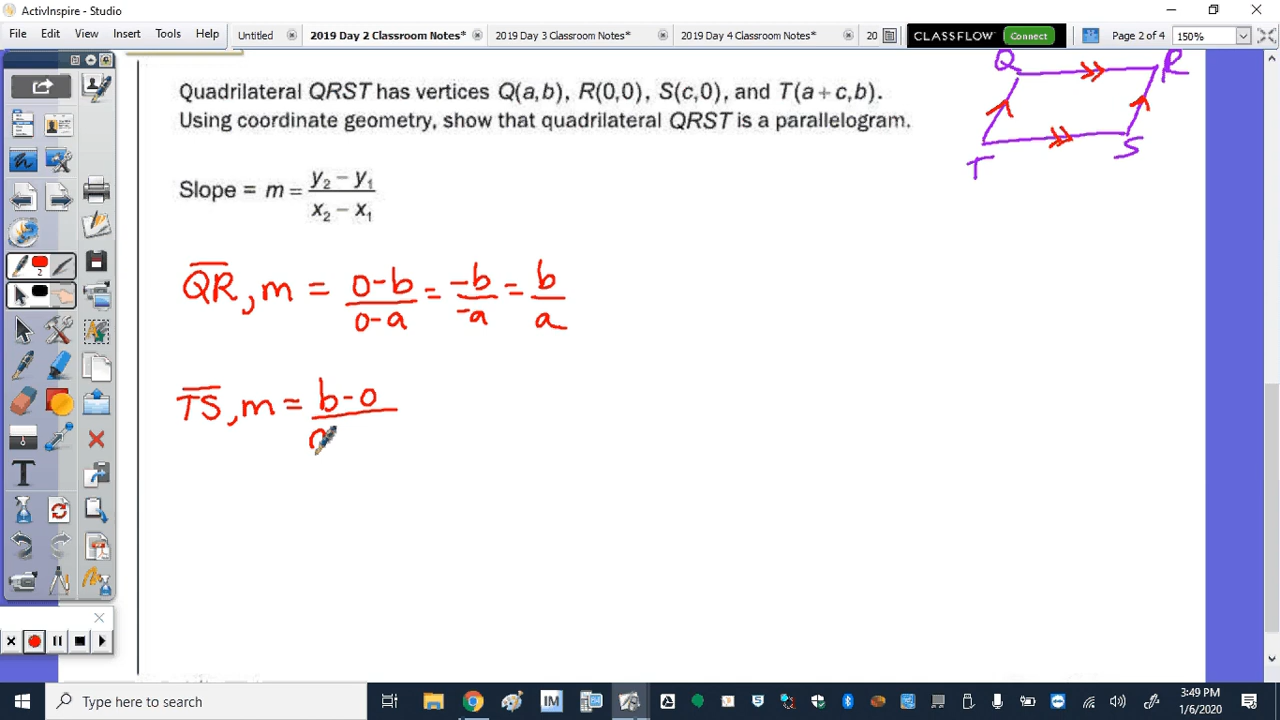 ActivInspire - Studio
File Edit View Insert Tools Help Untitled 2019 Day 2 Classroom Notes* 2019 Day 3 Classroom Notes* 2019 Day 4 Classroom Notes* 20 CLASSFLOW Connect Page 2 of 4 150%
Q R
T S
Quadrilateral QRST has vertices Q(a,b), R(0,0), S(c,0), and T(a+c,b).
Using coordinate geometry, show that quadrilateral QRST is a parallelogram.
Slope = m = y₂ − y₁ / x₂ − x₁
2
QR, m = 0-b / 0-a = -b / -a = b / a
TS, m = b-0 /
T
IM
Type here to search
3:49 PM
1/6/2020